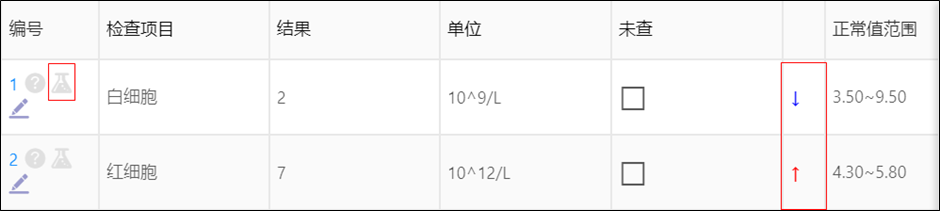 编号 检查项目 结果 单位 未查 正常值范围
1 ? 白细胞 2 10^9/L ↓ 3.50~9.50
2 ? 红细胞 7 10^12/L ↑ 4.30~5.80